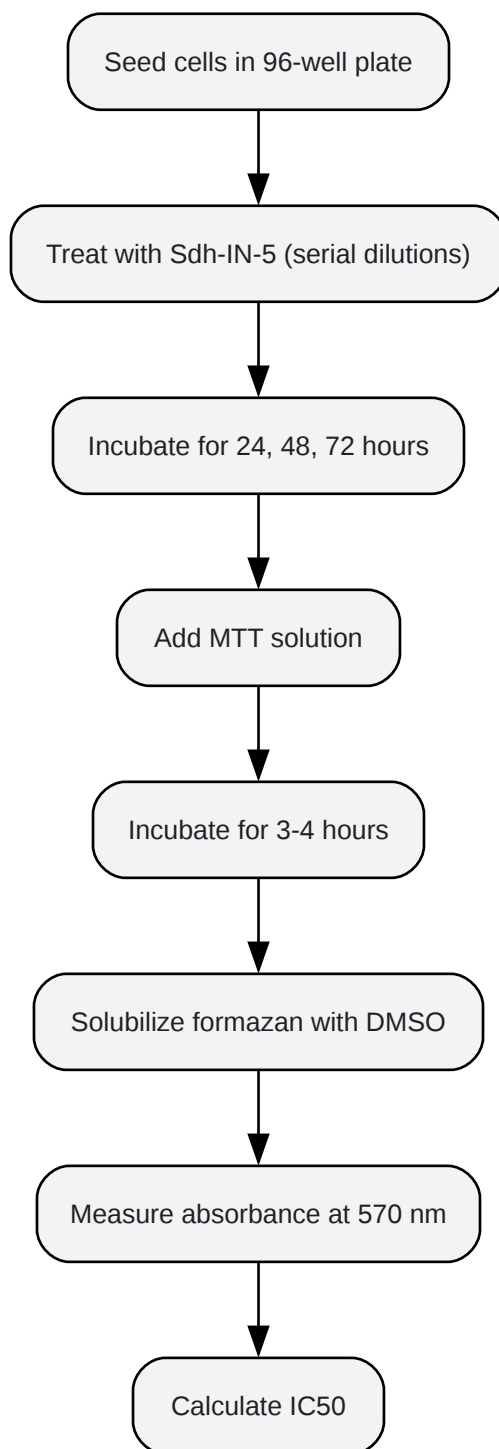 Seed cells in 96-well plate
Treat with Sdh-IN-5 (serial dilutions)
Incubate for 24, 48, 72 hours
Add MTT solution
Incubate for 3-4 hours
Solubilize formazan with DMSO
Measure absorbance at 570 nm
Calculate IC50